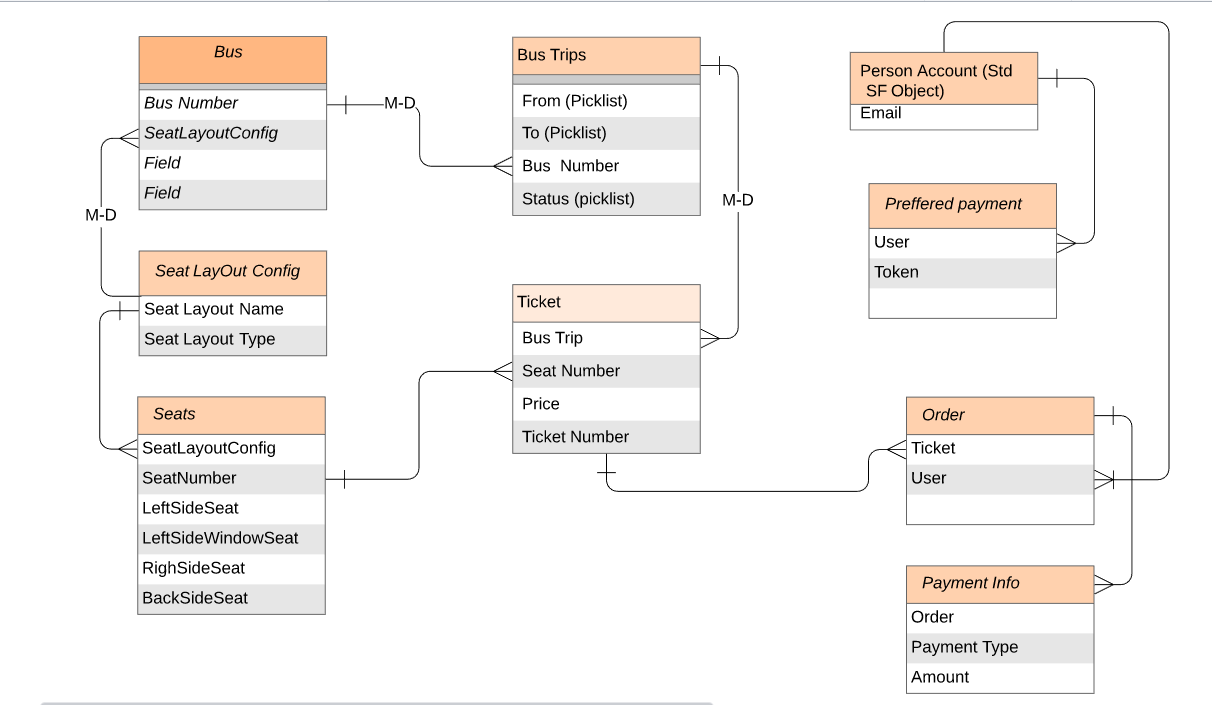 Bus
Bus Number
SeatLayoutConfig
Field
Field
M-D
M-D
Seat LayOut Config
Seat Layout Name
Seat Layout Type
Seats
SeatLayoutConfig
SeatNumber
LeftSideSeat
LeftSideWindowSeat
RighSideSeat
BackSideSeat
Bus Trips
From (Picklist)
To (Picklist)
Bus Number
Status (picklist)
M-D
Ticket
Bus Trip
Seat Number
Price
Ticket Number
Person Account (Std
SF Object)
Email
Preffered payment
User
Token
Order
Ticket
User
Payment Info
Order
Payment Type
Amount